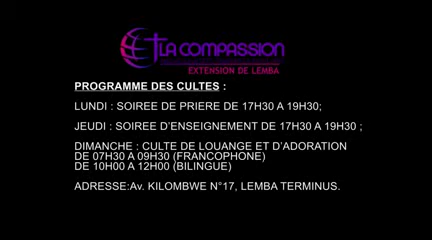 LA COMPASSION
EXTENSION DE LEMBA
PROGRAMME DES CULTES :
LUNDI : SOIREE DE PRIERE DE 17H30 A 19H30;
JEUDI : SOIREE D'ENSEIGNEMENT DE 17H30 A 19H30 ;
DIMANCHE : CULTE DE LOUANGE ET D'ADORATION
DE 07H30 A 09H30 (FRANCOPHONE)
DE 10H00 A 12H00 (BILINGUE)
ADRESSE:Av. KILOMBWE N°17, LEMBA TERMINUS.